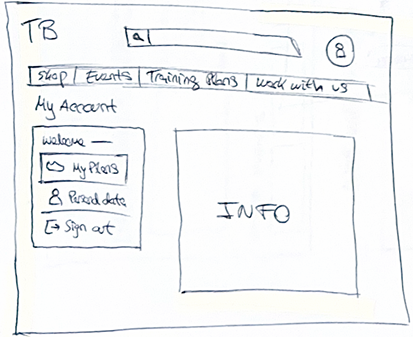 TB
Shop | Events | Training Plans | Work with us
My Account
Welcome —
My Plans
Personal data
Sign out
INFO